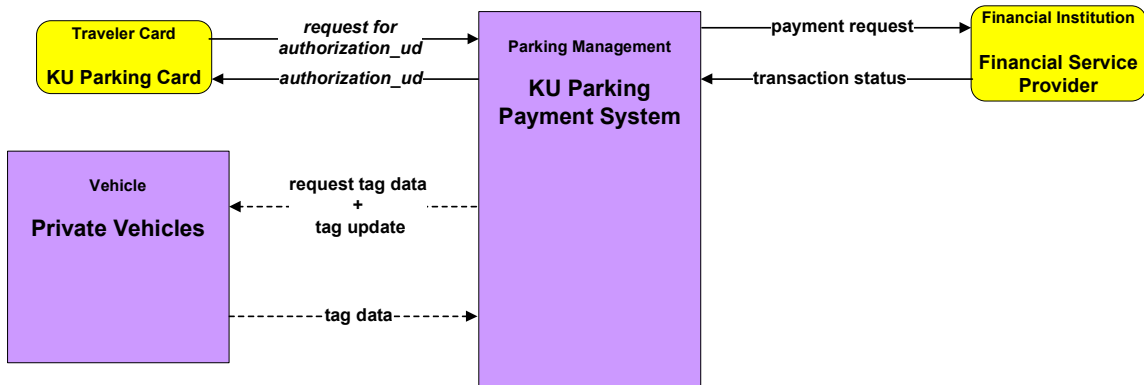 Traveler Card
KU Parking Card
request for
authorization_ud
authorization_ud
Parking Management
KU Parking
Payment System
payment request
transaction status
Financial Institution
Financial Service
Provider
Vehicle
Private Vehicles
request tag data
+
tag update
tag data